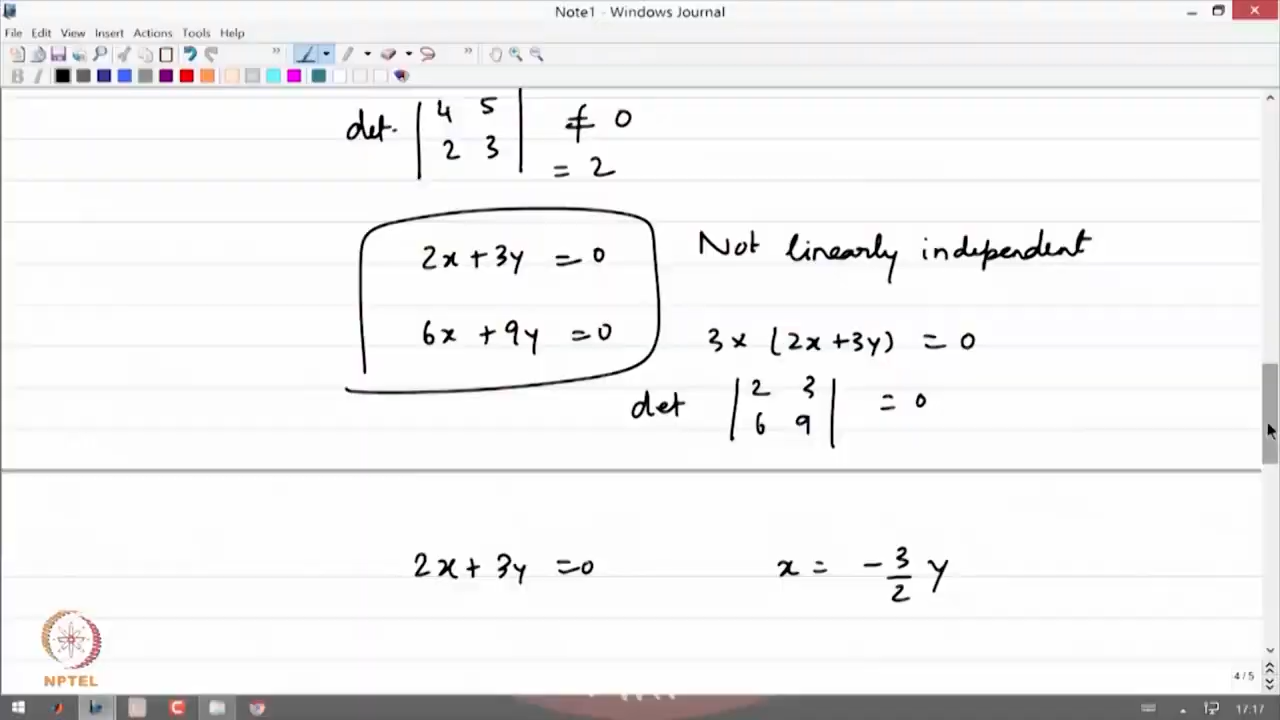 Note1 - Windows Journal
File Edit View Insert Actions Tools Help
det. | 4 5 | ≠ 0
| 2 3 | = 2
2x + 3y = 0 Not linearly independent
6x + 9y = 0 3 x (2x + 3y) = 0
det | 2 3 | = 0
| 6 9 |
2x + 3y = 0 x = - 3/2 y
NPTEL
4 / 5
17:17